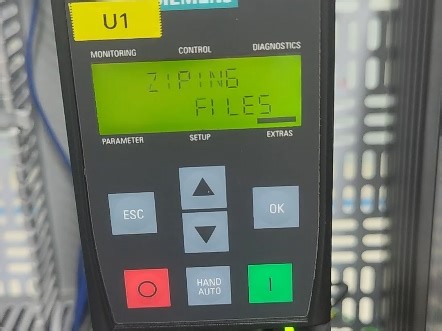 U1
SIEMENS
MONITORING CONTROL DIAGNOSTICS
ZIPING
FILES
PARAMETER SETUP EXTRAS
ESC OK
HAND
AUTO